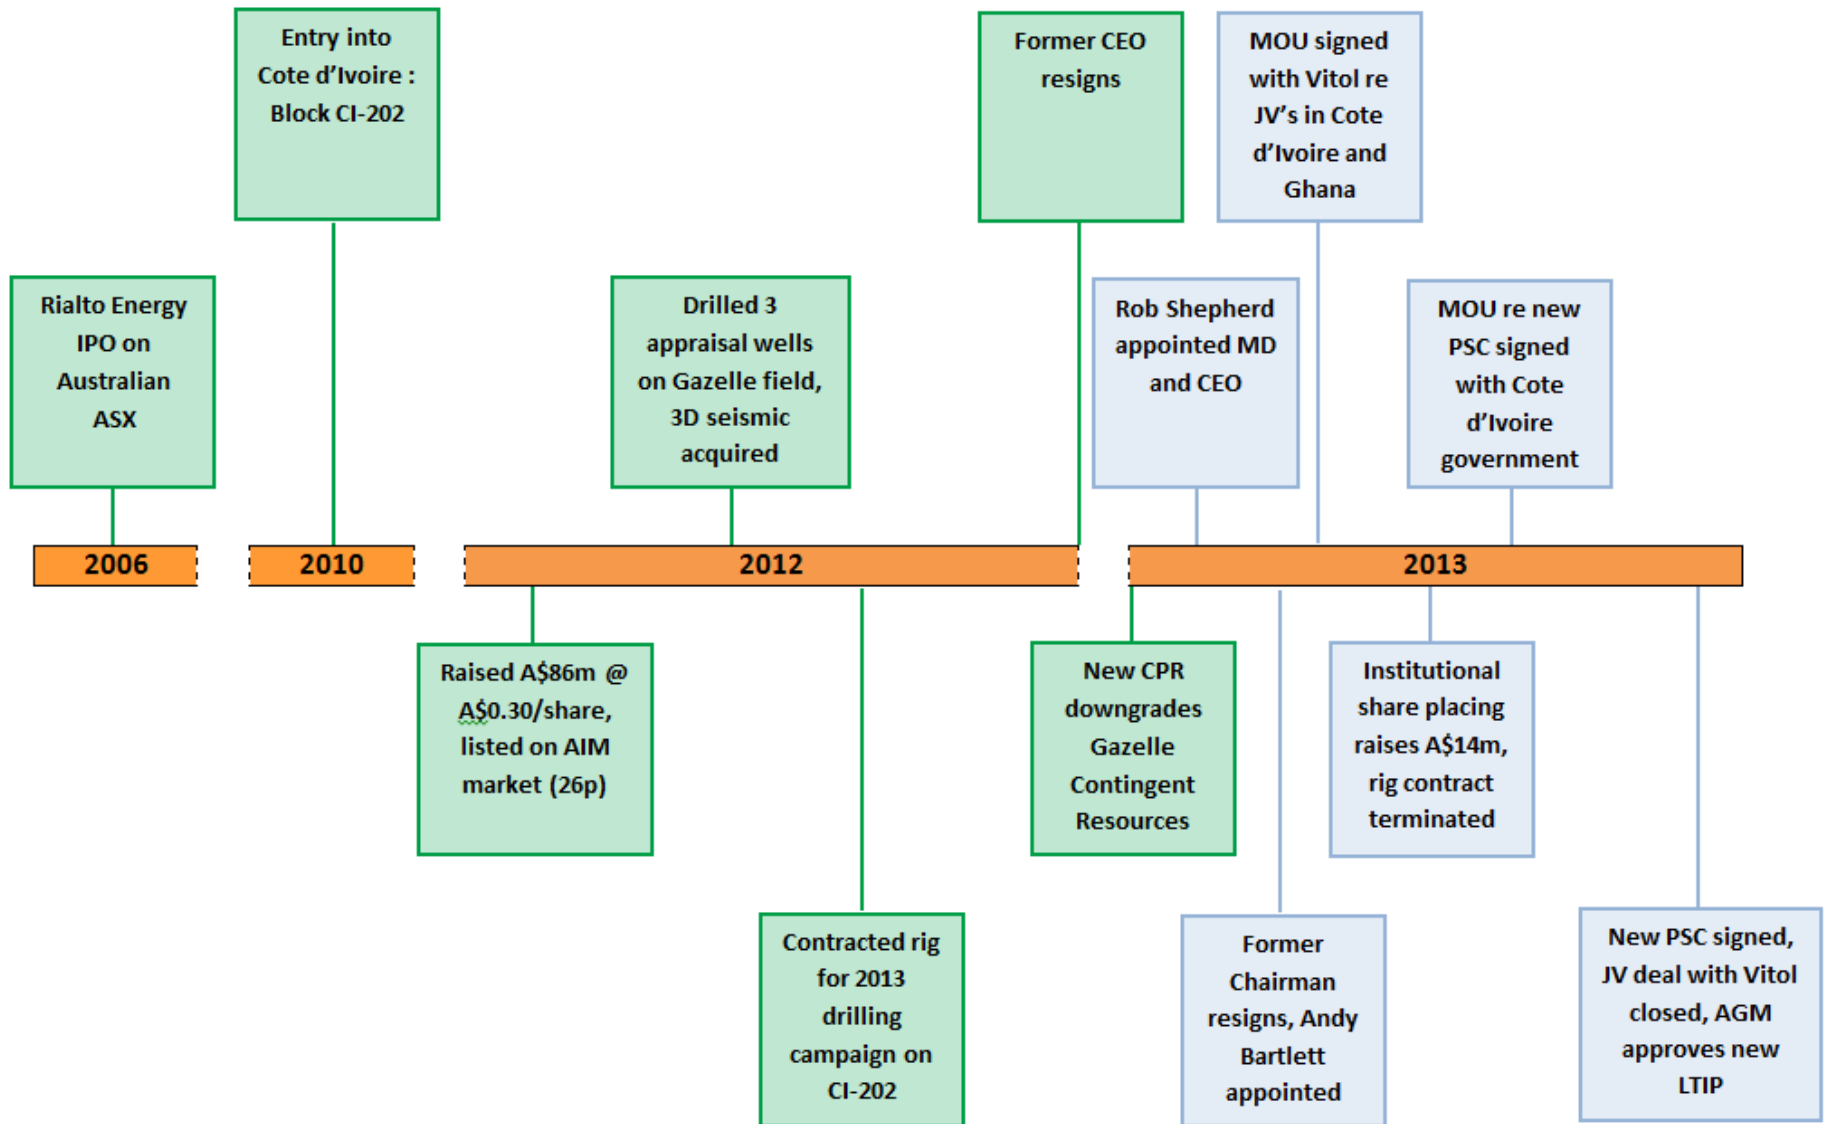 Entry into
Cote d'Ivoire :
Block CI-202
Former CEO
resigns
MOU signed
with Vitol re
JV's in Cote
d'Ivoire and
Ghana
Rialto Energy
IPO on
Australian
ASX
Drilled 3
appraisal wells
on Gazelle field,
3D seismic
acquired
Rob Shepherd
appointed MD
and CEO
MOU re new
PSC signed
with Cote
d'Ivoire
government
2006
2010
2012
2013
Raised A$86m @
A$0.30/share,
listed on AIM
market (26p)
New CPR
downgrades
Gazelle
Contingent
Resources
Institutional
share placing
raises A$14m,
rig contract
terminated
Contracted rig
for 2013
drilling
campaign on
CI-202
Former
Chairman
resigns, Andy
Bartlett
appointed
New PSC signed,
JV deal with Vitol
closed, AGM
approves new
LTIP